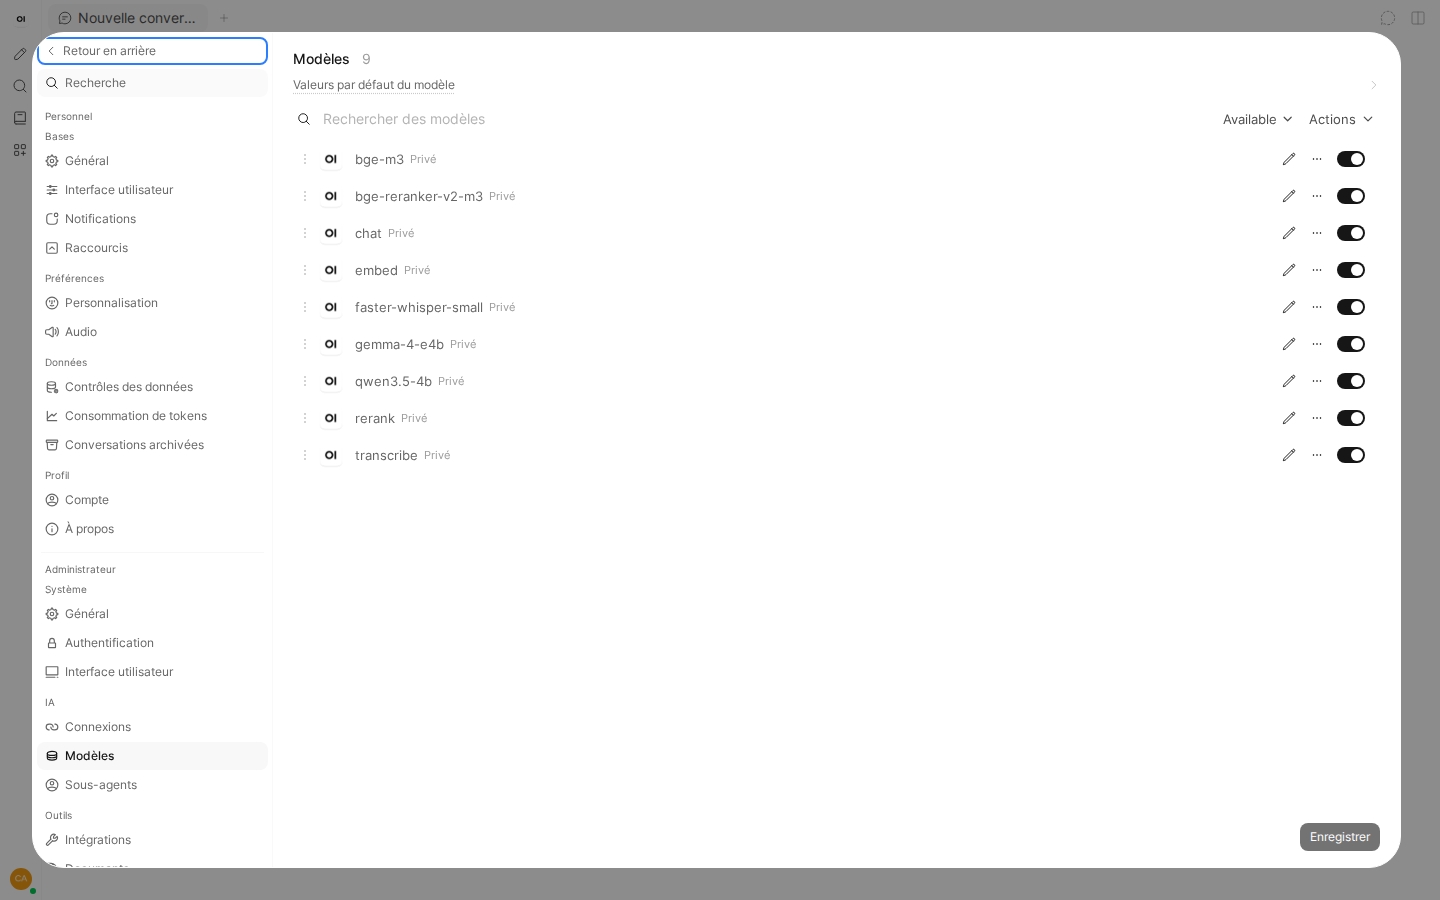 OI
Nouvelle conver...
Retour en arrière
Recherche
Personnel
Bases
Général
Interface utilisateur
Notifications
Raccourcis
Préférences
Personnalisation
Audio
Données
Contrôles des données
Consommation de tokens
Conversations archivées
Profil
Compte
À propos
Administrateur
Système
Général
Authentification
Interface utilisateur
IA
Connexions
Modèles
Sous-agents
Outils
Intégrations
CA
Modèles 9
Valeurs par défaut du modèle
Rechercher des modèles
Available
Actions
OI bge-m3 Privé
OI bge-reranker-v2-m3 Privé
OI chat Privé
OI embed Privé
OI faster-whisper-small Privé
OI gemma-4-e4b Privé
OI qwen3.5-4b Privé
OI rerank Privé
OI transcribe Privé
Enregistrer